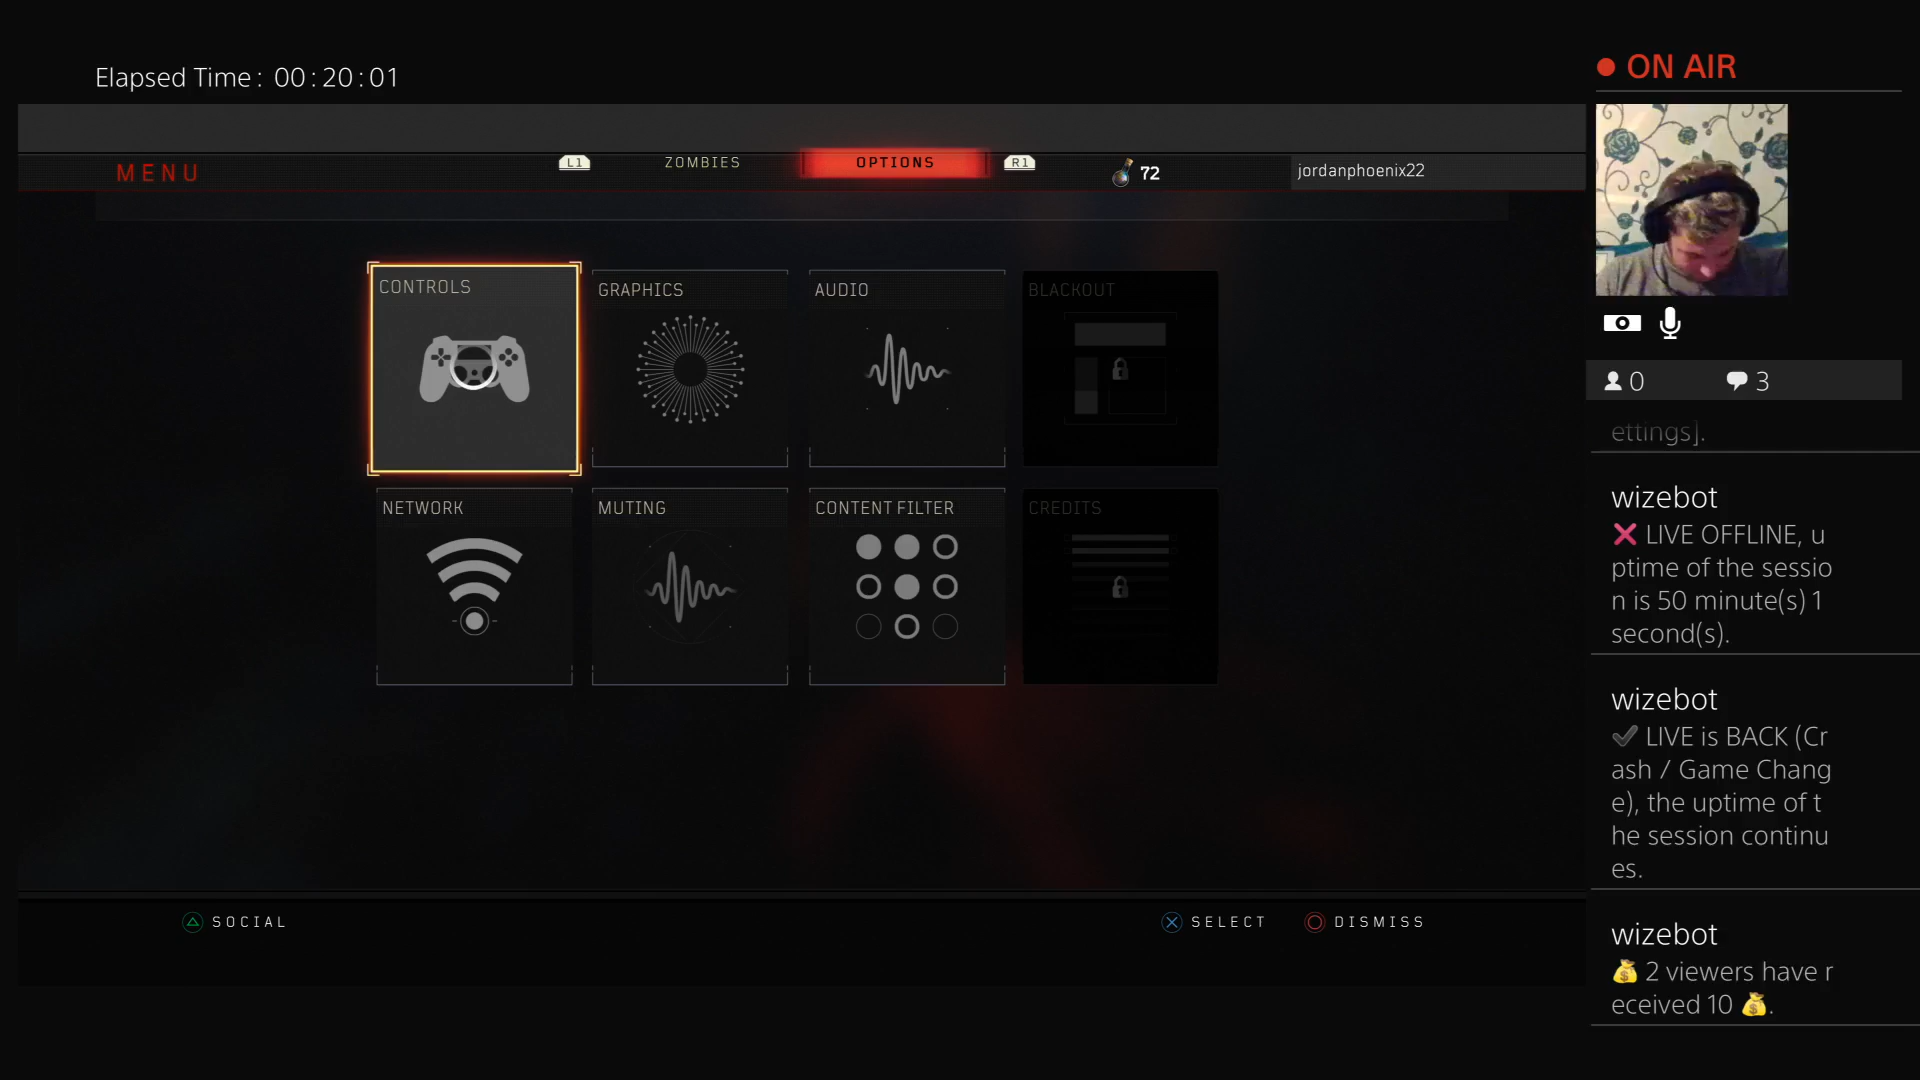 Elapsed Time: 00:20:01
ON AIR
MENU
L1
ZOMBIES
OPTIONS
R1
72
jordanphoenix22
CONTROLS
GRAPHICS
AUDIO
BLACKOUT
NETWORK
MUTING
CONTENT FILTER
CREDITS
SOCIAL
SELECT
DISMISS
0
3
ettings].
wizebot
❌ LIVE OFFLINE, u
ptime of the sessio
n is 50 minute(s) 1
second(s).
wizebot
✔ LIVE is BACK (Cr
ash / Game Chang
e), the uptime of t
he session continu
es.
wizebot
💰 2 viewers have r
eceived 10 💰.